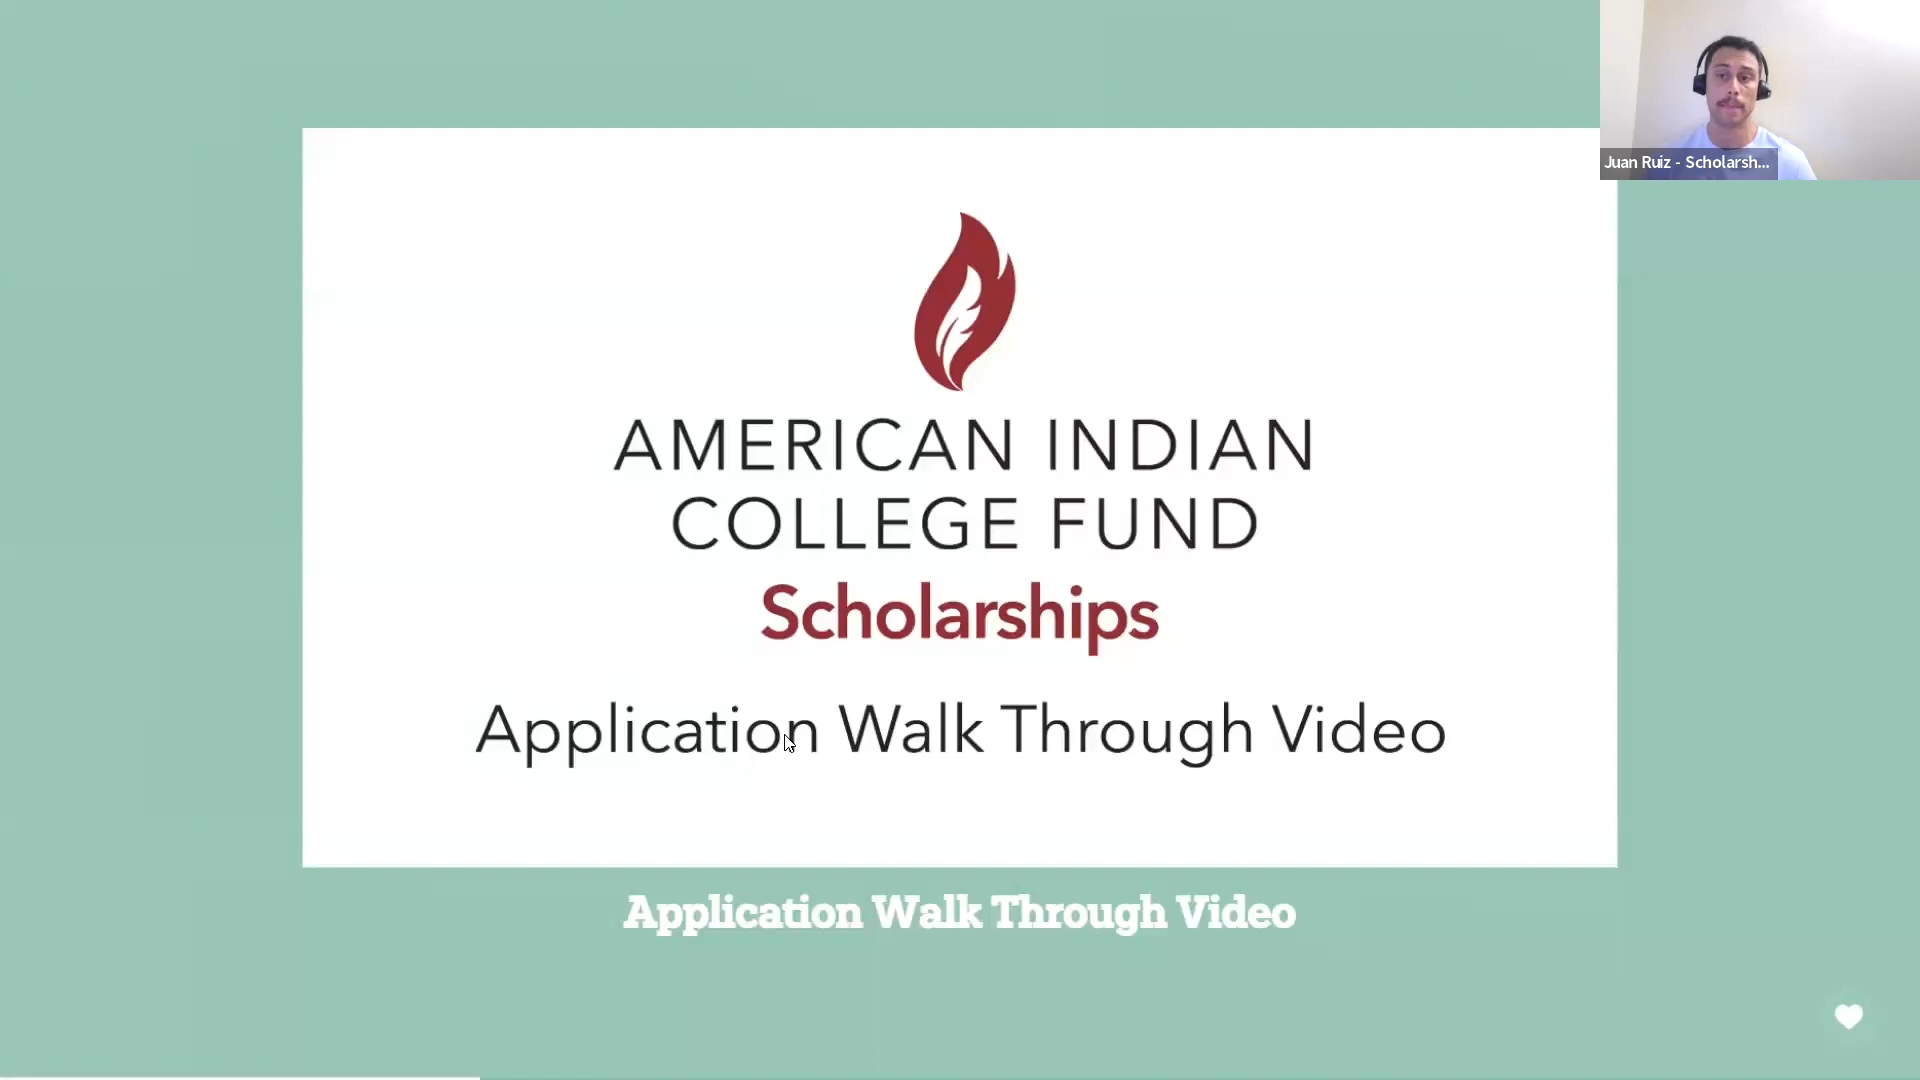 Juan Ruiz - Scholarsh...
AMERICAN INDIAN
COLLEGE FUND
Scholarships
Application Walk Through Video
Application Walk Through Video